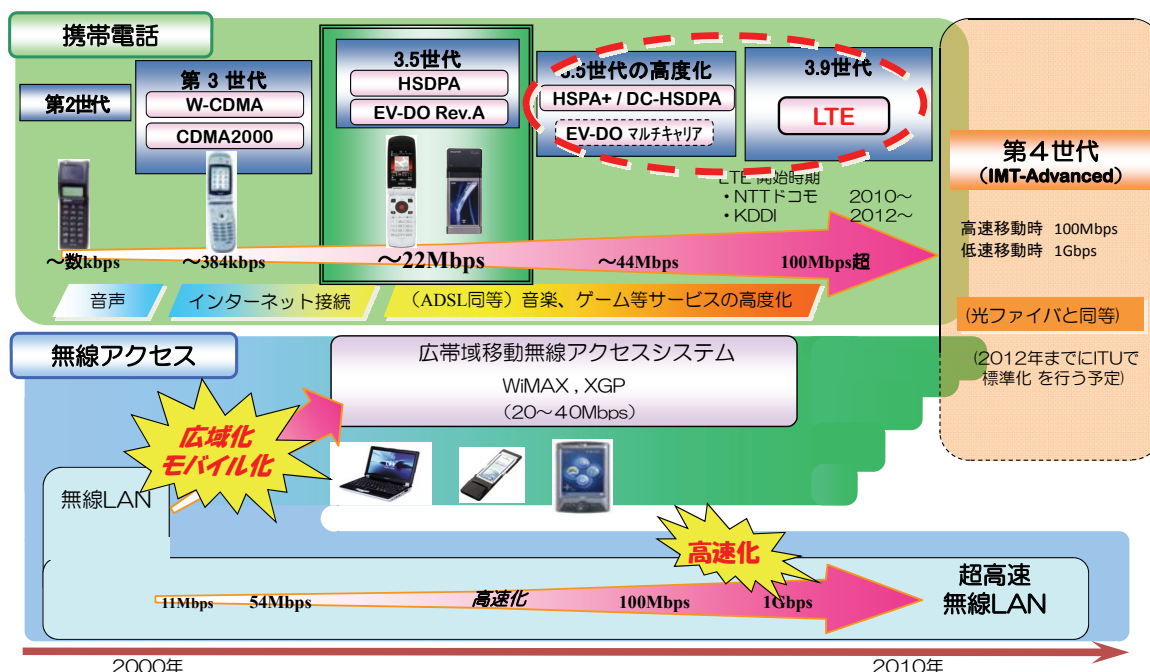 携帯電話
第2世代
第3世代
W-CDMA
CDMA2000
3.5世代
HSDPA
EV-DO Rev.A
3.5世代の高度化
HSPA+ / DC-HSDPA
EV-DO マルチキャリア
3.9世代
LTE
LTE 開始時期
・NTTドコモ 2010～
・KDDI 2012～
～数kbps
～384kbps
～22Mbps
～44Mbps
100Mbps超
音声
インターネット接続
(ADSL同等)音楽、ゲーム等サービスの高度化
第4世代
(IMT-Advanced)
高速移動時 100Mbps
低速移動時 1Gbps
(光ファイバと同等)
(2012年までにITUで
標準化 を行う予定)
無線アクセス
広帯域移動無線アクセスシステム
WiMAX , XGP
(20～40Mbps)
広域化
モバイル化
無線LAN
高速化
11Mbps
54Mbps
高速化
100Mbps
1Gbps
超高速
無線LAN
2000年
2010年